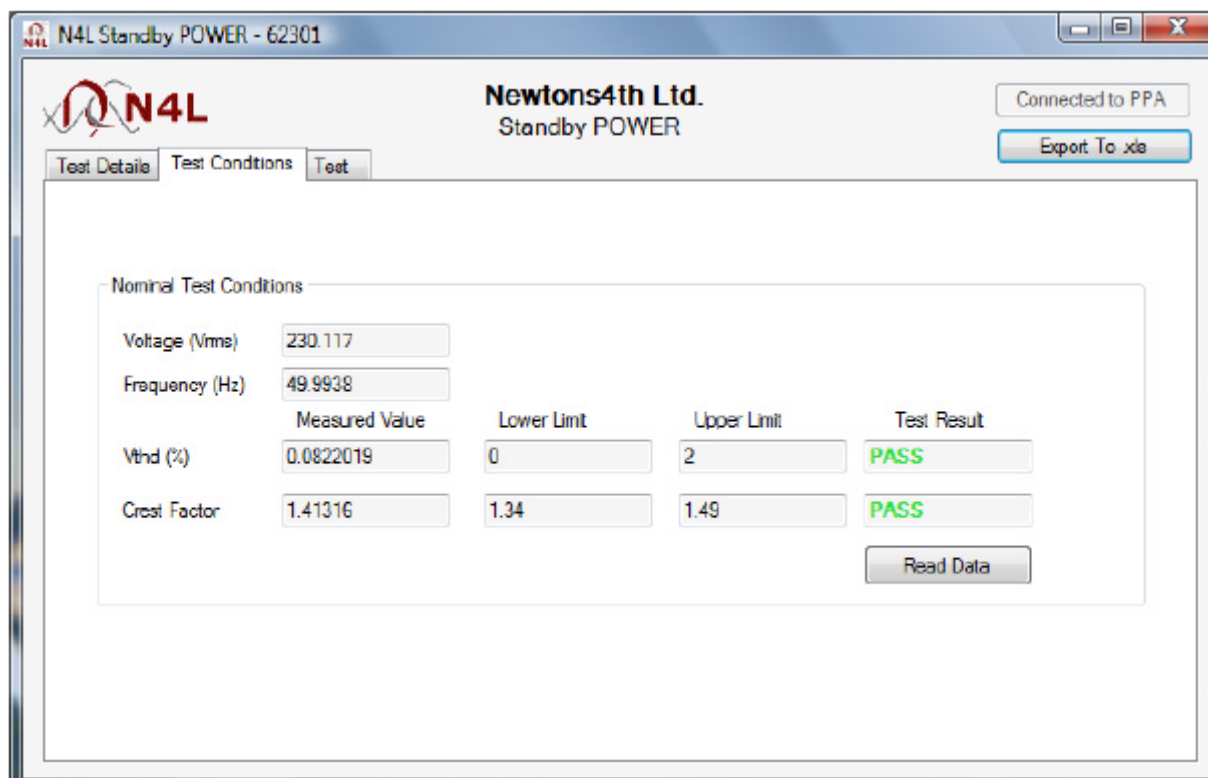 N4L Standby POWER - 62301
N4L
N4L
Newtons4th Ltd.
Standby POWER
Connected to PPA
Export To .xls
Test Details Test Conditions Test
Nominal Test Conditions
Voltage (Vrms) 230.117
Frequency (Hz) 49.9938
Measured Value Lower Limit Upper Limit Test Result
Vthd (%) 0.0822019 0 2 PASS
Crest Factor 1.41316 1.34 1.49 PASS
Read Data